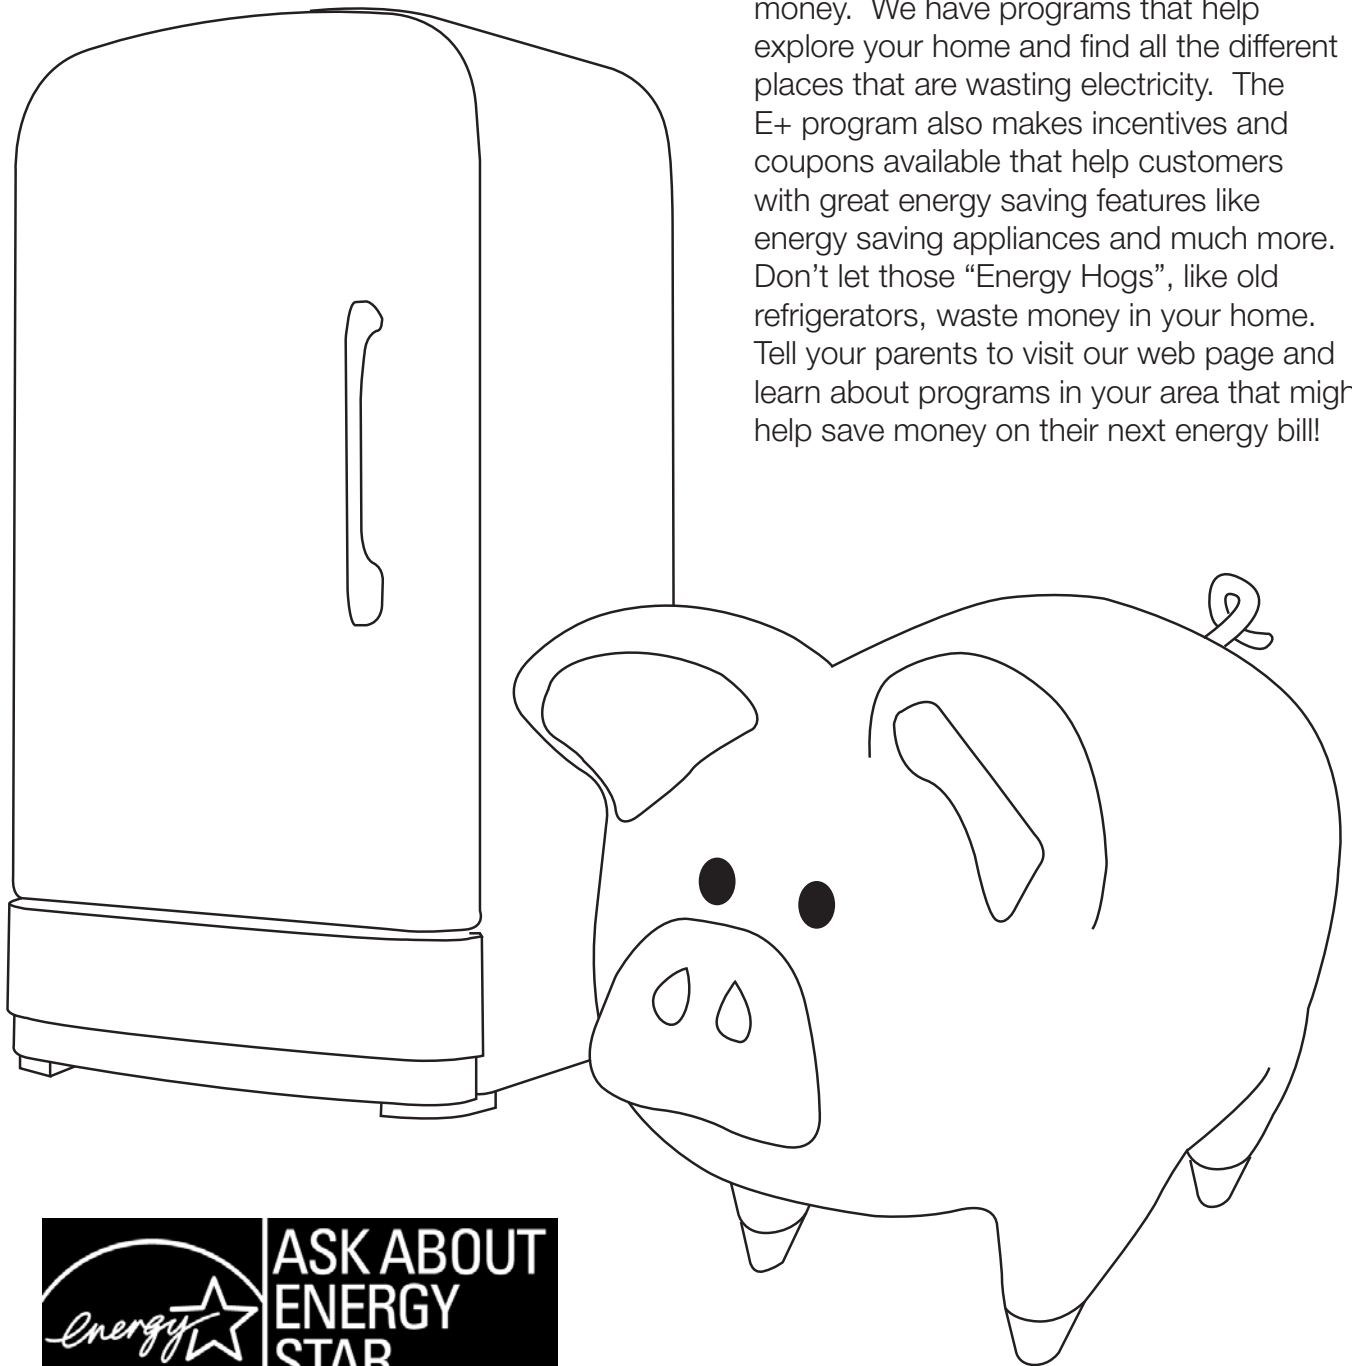 money.  We have programs that help
explore your home and find all the different
places that are wasting electricity.  The
E+ program also makes incentives and
coupons available that help customers
with great energy saving features like
energy saving appliances and much more.
Don’t let those “Energy Hogs”, like old
refrigerators, waste money in your home.
Tell your parents to visit our web page and
learn about programs in your area that migh
help save money on their next energy bill!
energy
ASK ABOUT
ENERGY
STAR